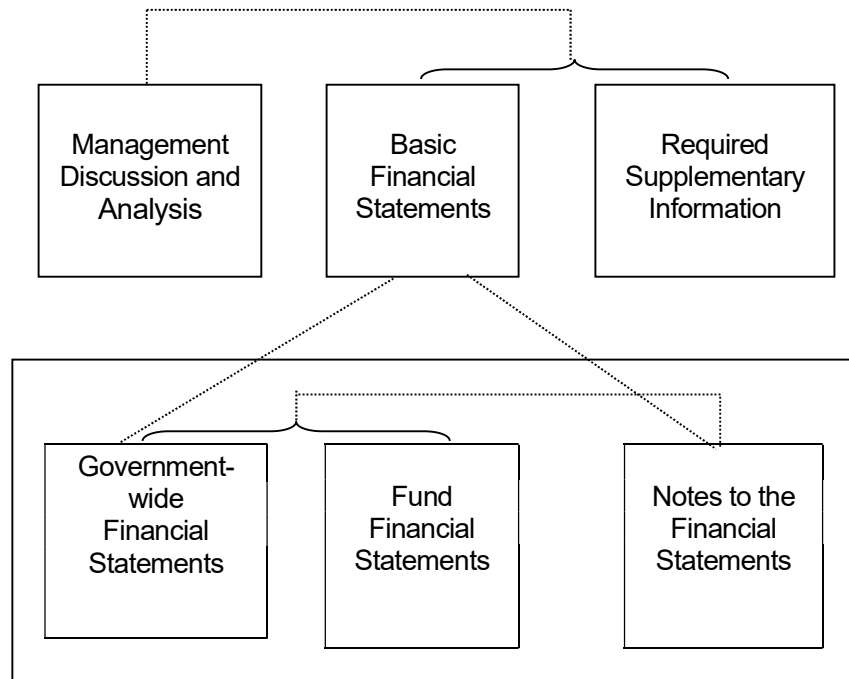 Management
Discussion and
Analysis
Basic
Financial
Statements
Required
Supplementary
Information
Government-
wide
Financial
Statements
Fund
Financial
Statements
Notes to the
Financial
Statements